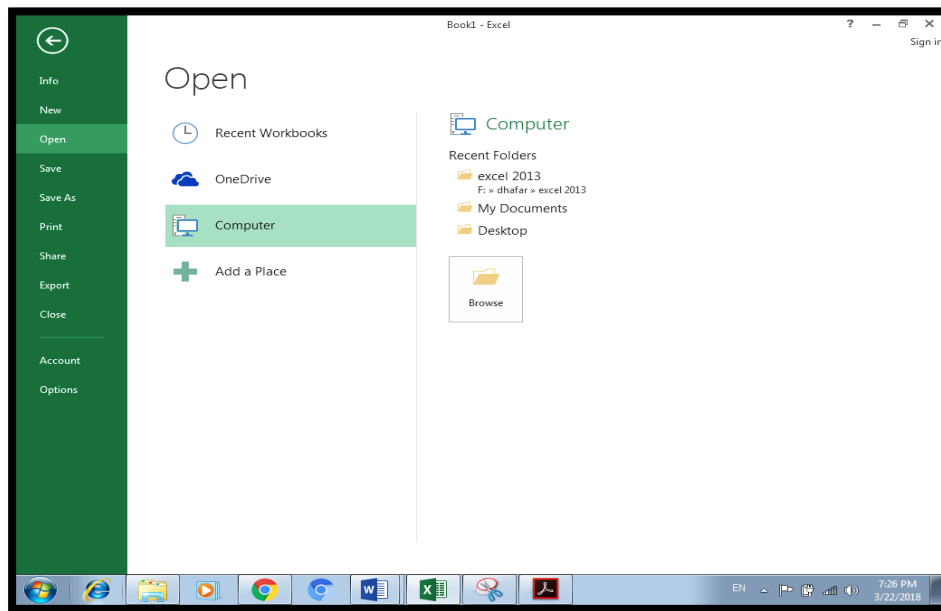 Book1 - Excel
?
Sign in
Info
New
Open
Save
Save As
Print
Share
Export
Close
Account
Options
Open
Recent Workbooks
OneDrive
Computer
Add a Place
Computer
Recent Folders
excel 2013
F: » dhafar » excel 2013
My Documents
Desktop
Browse
EN
7:26 PM
3/22/2018